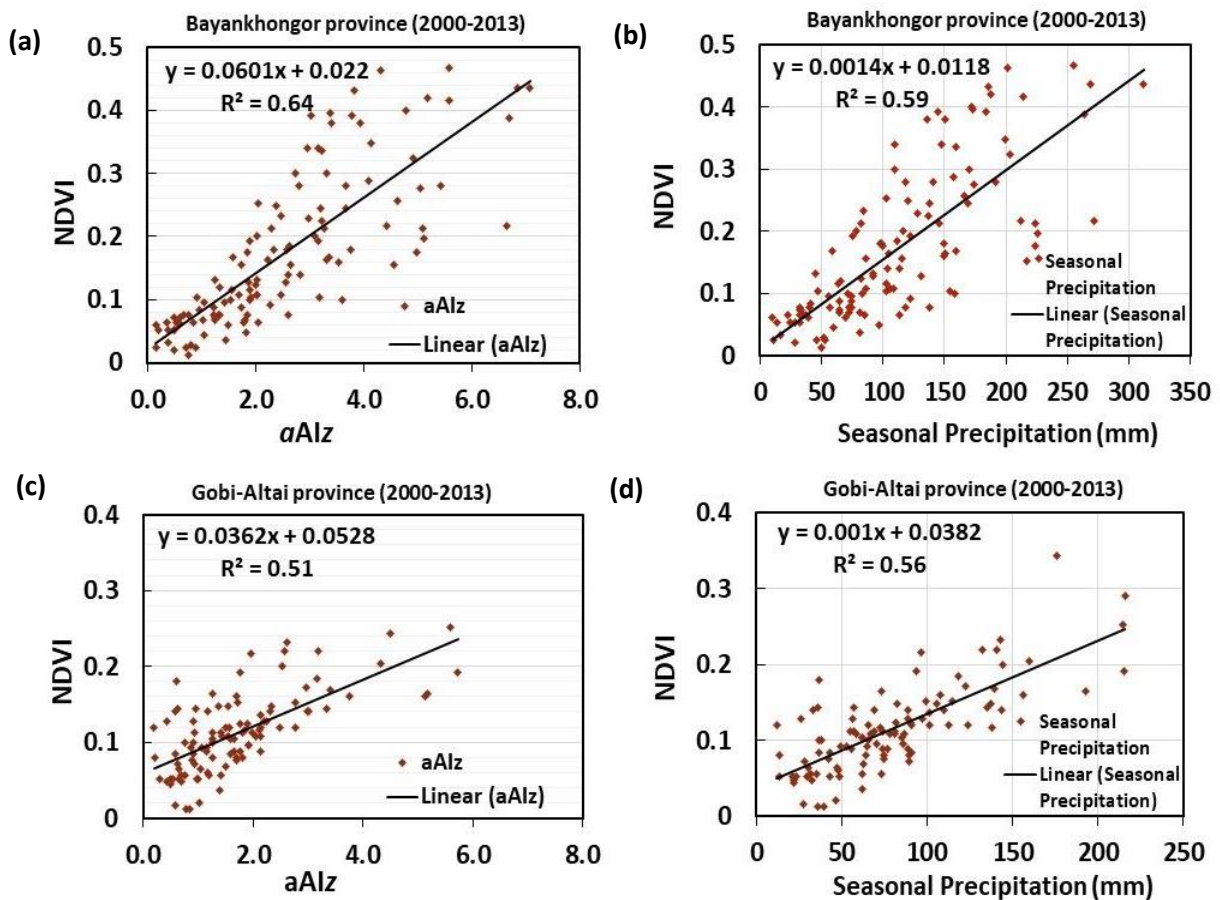 (a)
Bayankhongor province (2000-2013)
y = 0.0601x + 0.022
R² = 0.64
NDVI
0.5
0.4
0.3
0.2
0.1
0
0.0 2.0 4.0 6.0 8.0
aAIz
aAIz
Linear (aAIz)
(b)
Bayankhongor province (2000-2013)
y = 0.0014x + 0.0118
R² = 0.59
NDVI
0.5
0.4
0.3
0.2
0.1
0
0 50 100 150 200 250 300 350
Seasonal Precipitation (mm)
Seasonal
Precipitation
Linear (Seasonal
Precipitation)
(c)
Gobi-Altai province (2000-2013)
y = 0.0362x + 0.0528
R² = 0.51
NDVI
0.4
0.3
0.2
0.1
0
0.0 2.0 4.0 6.0 8.0
aAIz
aAIz
Linear (aAIz)
(d)
Gobi-Altai province (2000-2013)
y = 0.001x + 0.0382
R² = 0.56
NDVI
0.4
0.3
0.2
0.1
0
0 50 100 150 200 250
Seasonal Precipitation (mm)
Seasonal
Precipitation
Linear (Seasonal
Precipitation)